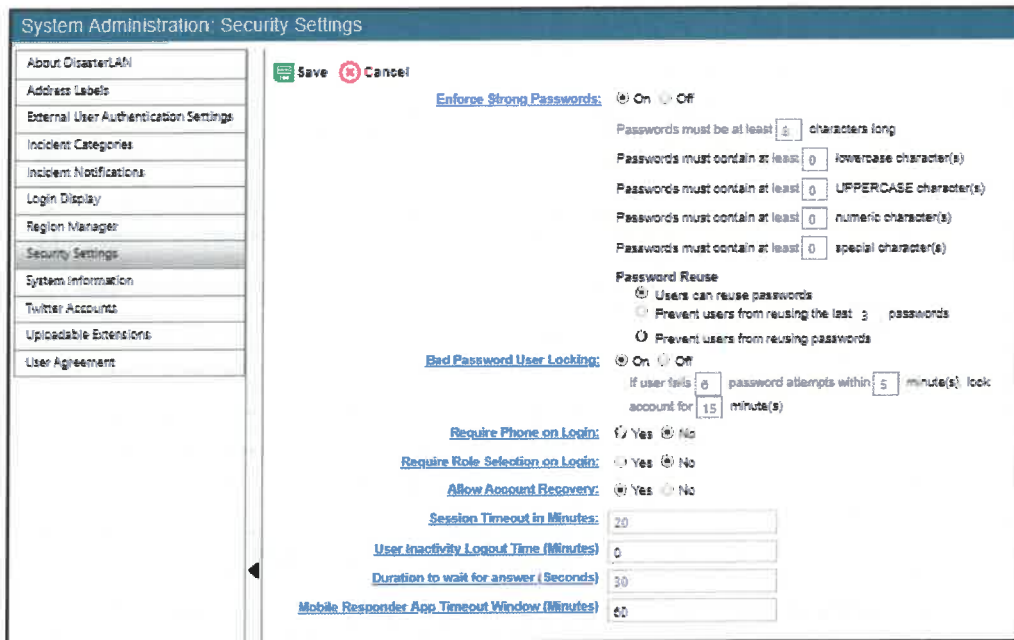 System Administration: Security Settings
About DisasterLAN
Address Labels
External User Authentication Settings
Incident Categories
Incident Notifications
Login Display
Region Manager
Security Settings
System Information
Twitter Accounts
Uploadable Extensions
User Agreement
Save Cancel
Enforce Strong Passwords: On Off
Passwords must be at least characters long
Passwords must contain at least 0 lowercase character(s)
Passwords must contain at least 0 UPPERCASE character(s)
Passwords must contain at least 0 numeric character(s)
Passwords must contain at least 0 special character(s)
Password Reuse
Users can reuse passwords
Prevent users from reusing the last 3 passwords
Prevent users from reusing passwords
Bad Password User Locking: On Off
If user fails 6 password attempts within 5 minute(s), lock
account for 15 minute(s)
Require Phone on Login: Yes No
Require Role Selection on Login: Yes No
Allow Account Recovery: Yes No
Session Timeout in Minutes: 20
User Inactivity Logout Time (Minutes) 0
Duration to wait for answer (Seconds) 30
Mobile Responder App Timeout Window (Minutes) 60